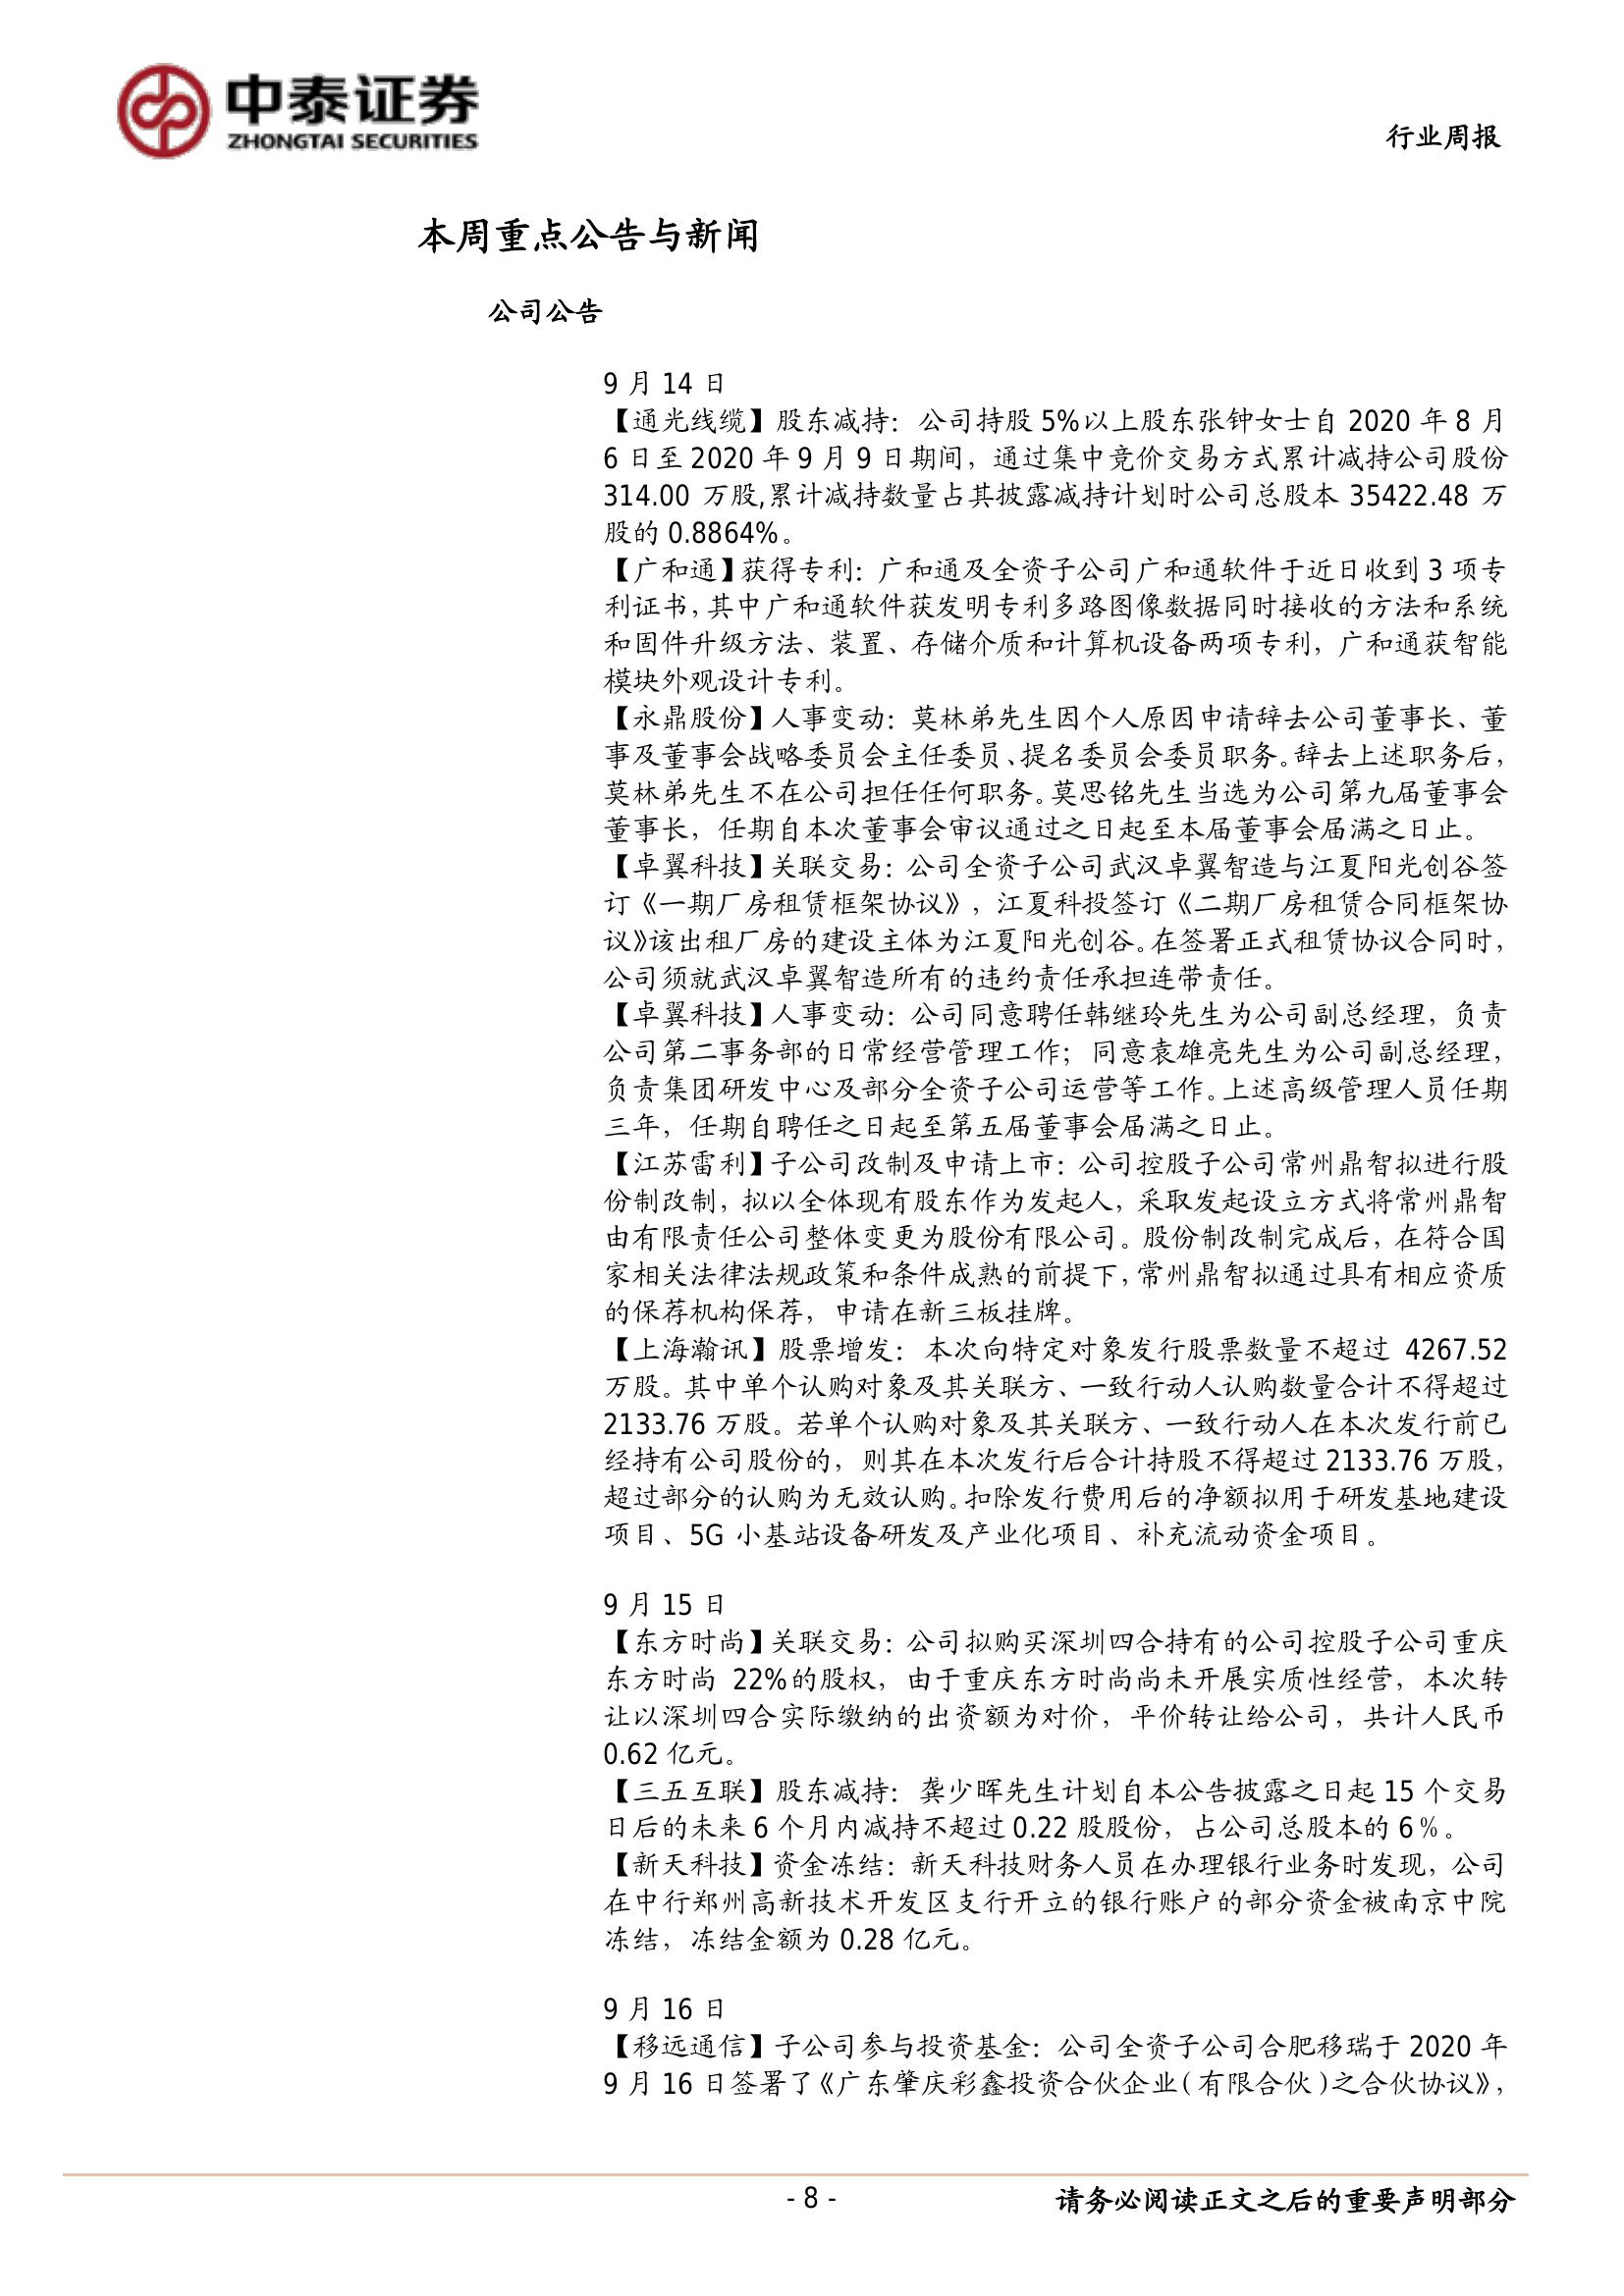 中泰证券
ZHONGTAI SECURITIES
行业周报
本周重点公告与新闻
公司公告
9 月 14 日
【通光线缆】股东减持：公司持股 5%以上股东张钟女士自 2020 年 8 月
6 日至 2020 年 9 月 9 日期间，通过集中竞价交易方式累计减持公司股份
314.00 万股,累计减持数量占其披露减持计划时公司总股本 35422.48 万
股的 0.8864%。
【广和通】获得专利：广和通及全资子公司广和通软件于近日收到 3 项专
利证书，其中广和通软件获发明专利多路图像数据同时接收的方法和系统
和固件升级方法、装置、存储介质和计算机设备两项专利，广和通获智能
模块外观设计专利。
【永鼎股份】人事变动：莫林弟先生因个人原因申请辞去公司董事长、董
事及董事会战略委员会主任委员、提名委员会委员职务。辞去上述职务后，
莫林弟先生不在公司担任任何职务。莫思铭先生当选为公司第九届董事会
董事长，任期自本次董事会审议通过之日起至本届董事会届满之日止。
【卓翼科技】关联交易：公司全资子公司武汉卓翼智造与江夏阳光创谷签
订《一期厂房租赁框架协议》，江夏科投签订《二期厂房租赁合同框架协
议》该出租厂房的建设主体为江夏阳光创谷。在签署正式租赁协议合同时，
公司须就武汉卓翼智造所有的违约责任承担连带责任。
【卓翼科技】人事变动：公司同意聘任韩继玲先生为公司副总经理，负责
公司第二事务部的日常经营管理工作；同意袁雄亮先生为公司副总经理，
负责集团研发中心及部分全资子公司运营等工作。上述高级管理人员任期
三年，任期自聘任之日起至第五届董事会届满之日止。
【江苏雷利】子公司改制及申请上市：公司控股子公司常州鼎智拟进行股
份制改制，拟以全体现有股东作为发起人，采取发起设立方式将常州鼎智
由有限责任公司整体变更为股份有限公司。股份制改制完成后，在符合国
家相关法律法规政策和条件成熟的前提下，常州鼎智拟通过具有相应资质
的保荐机构保荐，申请在新三板挂牌。
【上海瀚讯】股票增发：本次向特定对象发行股票数量不超过 4267.52
万股。其中单个认购对象及其关联方、一致行动人认购数量合计不得超过
2133.76 万股。若单个认购对象及其关联方、一致行动人在本次发行前已
经持有公司股份的，则其在本次发行后合计持股不得超过 2133.76 万股，
超过部分的认购为无效认购。扣除发行费用后的净额拟用于研发基地建设
项目、5G 小基站设备研发及产业化项目、补充流动资金项目。
9 月 15 日
【东方时尚】关联交易：公司拟购买深圳四合持有的公司控股子公司重庆
东方时尚 22%的股权，由于重庆东方时尚尚未开展实质性经营，本次转
让以深圳四合实际缴纳的出资额为对价，平价转让给公司，共计人民币
0.62 亿元。
【三五互联】股东减持：龚少晖先生计划自本公告披露之日起 15 个交易
日后的未来 6 个月内减持不超过 0.22 股股份，占公司总股本的 6％。
【新天科技】资金冻结：新天科技财务人员在办理银行业务时发现，公司
在中行郑州高新技术开发区支行开立的银行账户的部分资金被南京中院
冻结，冻结金额为 0.28 亿元。
9 月 16 日
【移远通信】子公司参与投资基金：公司全资子公司合肥移瑞于 2020 年
9 月 16 日签署了《广东肇庆彩鑫投资合伙企业（有限合伙）之合伙协议》，
- 8 -
请务必阅读正文之后的重要声明部分